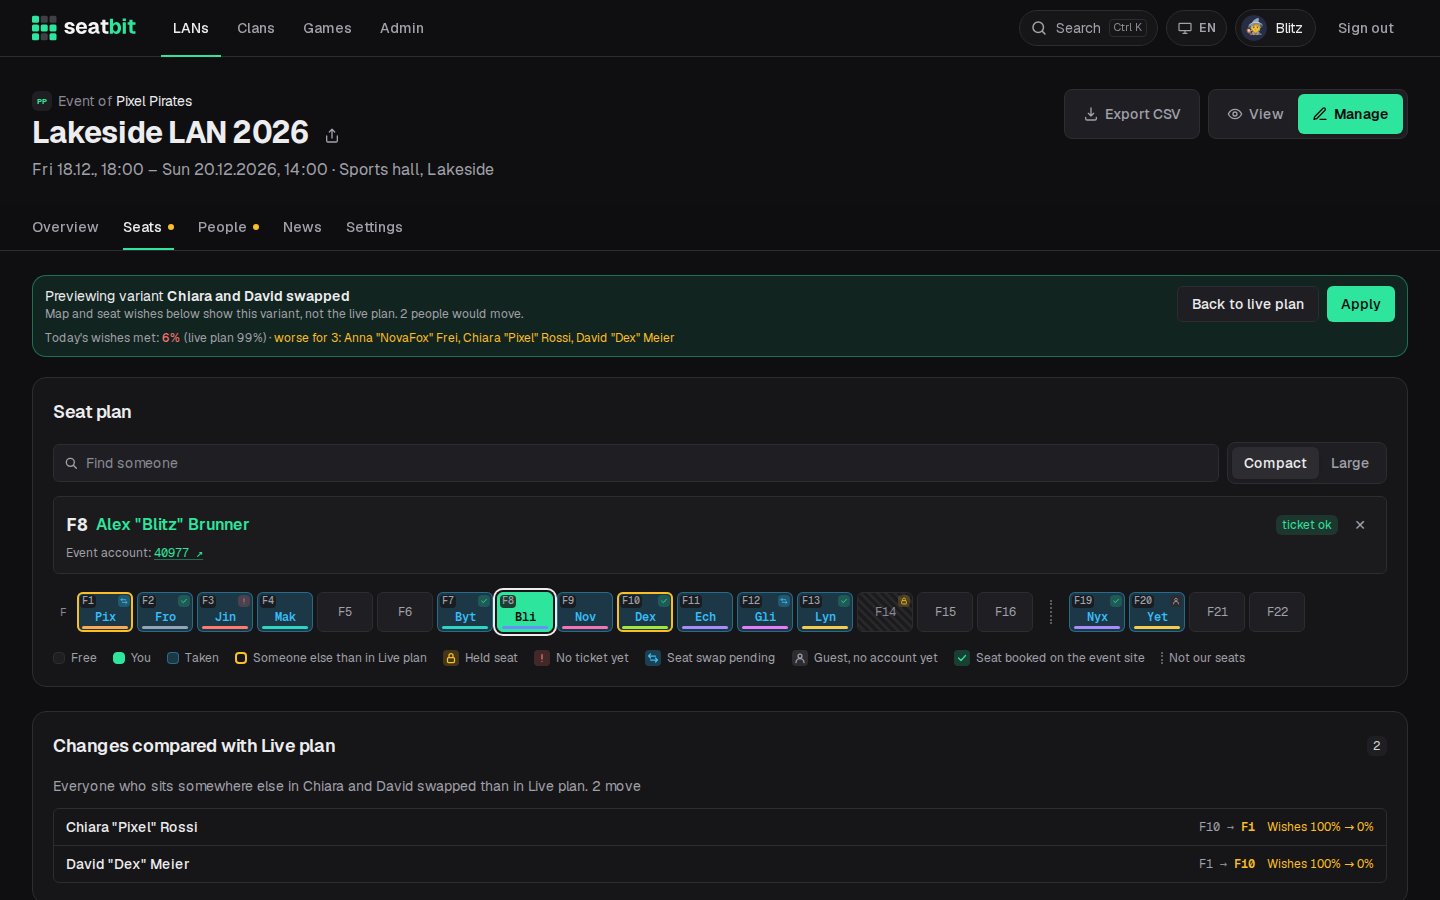 seatbit LANs Clans Games Admin Search Ctrl K EN Blitz Sign out
PP Event of Pixel Pirates
Lakeside LAN 2026
Export CSV View Manage
Fri 18.12., 18:00 – Sun 20.12.2026, 14:00 · Sports hall, Lakeside
Overview Seats People News Settings
Previewing variant Chiara and David swapped
Map and seat wishes below show this variant, not the live plan. 2 people would move.
Back to live plan Apply
Today's wishes met: 6% (live plan 99%) · worse for 3: Anna "NovaFox" Frei, Chiara "Pixel" Rossi, David "Dex" Meier
Seat plan
Find someone
Compact Large
F8 Alex "Blitz" Brunner
ticket ok ✕
Event account: 40977 ↗
F
F1 Pix
F2 Fro
F3 Jin
F4 Mak
F5
F6
F7 Byt
F8 Bli
F9 Nov
F10 Dex
F11 Ech
F12 Gli
F13 Lyn
F14
F15
F16
F19 Nyx
F20 Yet
F21
F22
Free You Taken Someone else than in Live plan Held seat No ticket yet Seat swap pending Guest, no account yet Seat booked on the event site Not our seats
Changes compared with Live plan
2
Everyone who sits somewhere else in Chiara and David swapped than in Live plan. 2 move
Chiara "Pixel" Rossi F10 → F1 Wishes 100% → 0%
David "Dex" Meier F1 → F10 Wishes 100% → 0%